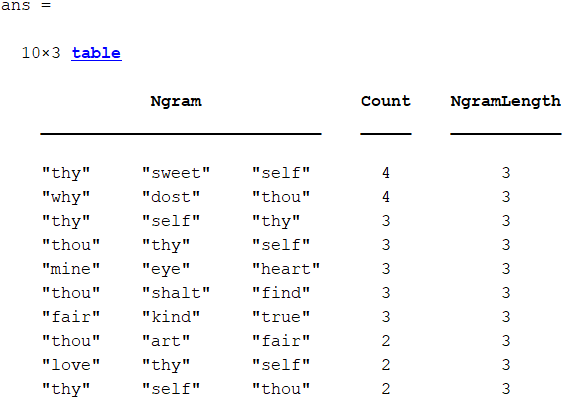 ans =
10×3 table
Ngram Count NgramLength
"thy" "sweet" "self" 4 3
"why" "dost" "thou" 4 3
"thy" "self" "thy" 3 3
"thou" "thy" "self" 3 3
"mine" "eye" "heart" 3 3
"thou" "shalt" "find" 3 3
"fair" "kind" "true" 3 3
"thou" "art" "fair" 2 3
"love" "thy" "self" 2 3
"thy" "self" "thou" 2 3